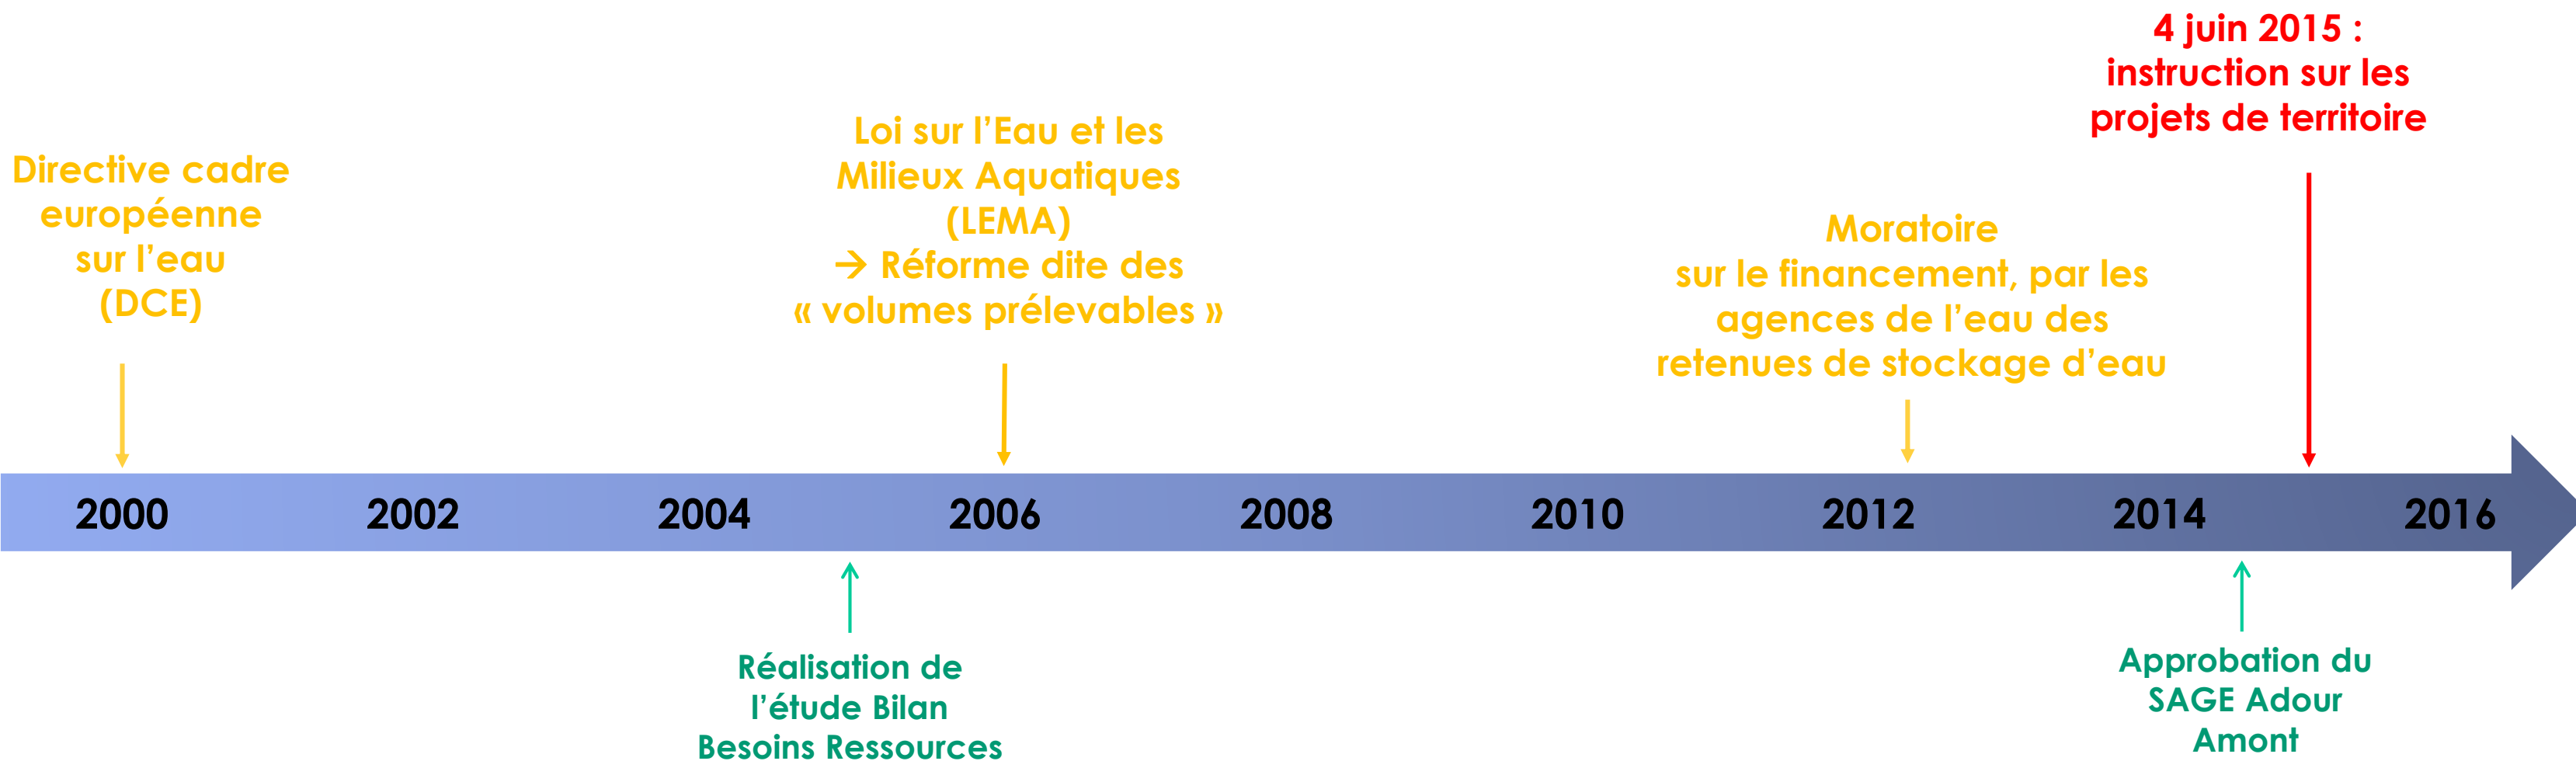 4 juin 2015 :
instruction sur les
projets de territoire
Loi sur l’Eau et les
Milieux Aquatiques
(LEMA)
→ Réforme dite des
« volumes prélevables »
Directive cadre
européenne
sur l’eau
(DCE)
Moratoire
sur le financement, par les
agences de l’eau des
retenues de stockage d’eau
2000 2002 2004 2006 2008 2010 2012 2014 2016
Réalisation de
l’étude Bilan
Besoins Ressources
Approbation du
SAGE Adour
Amont